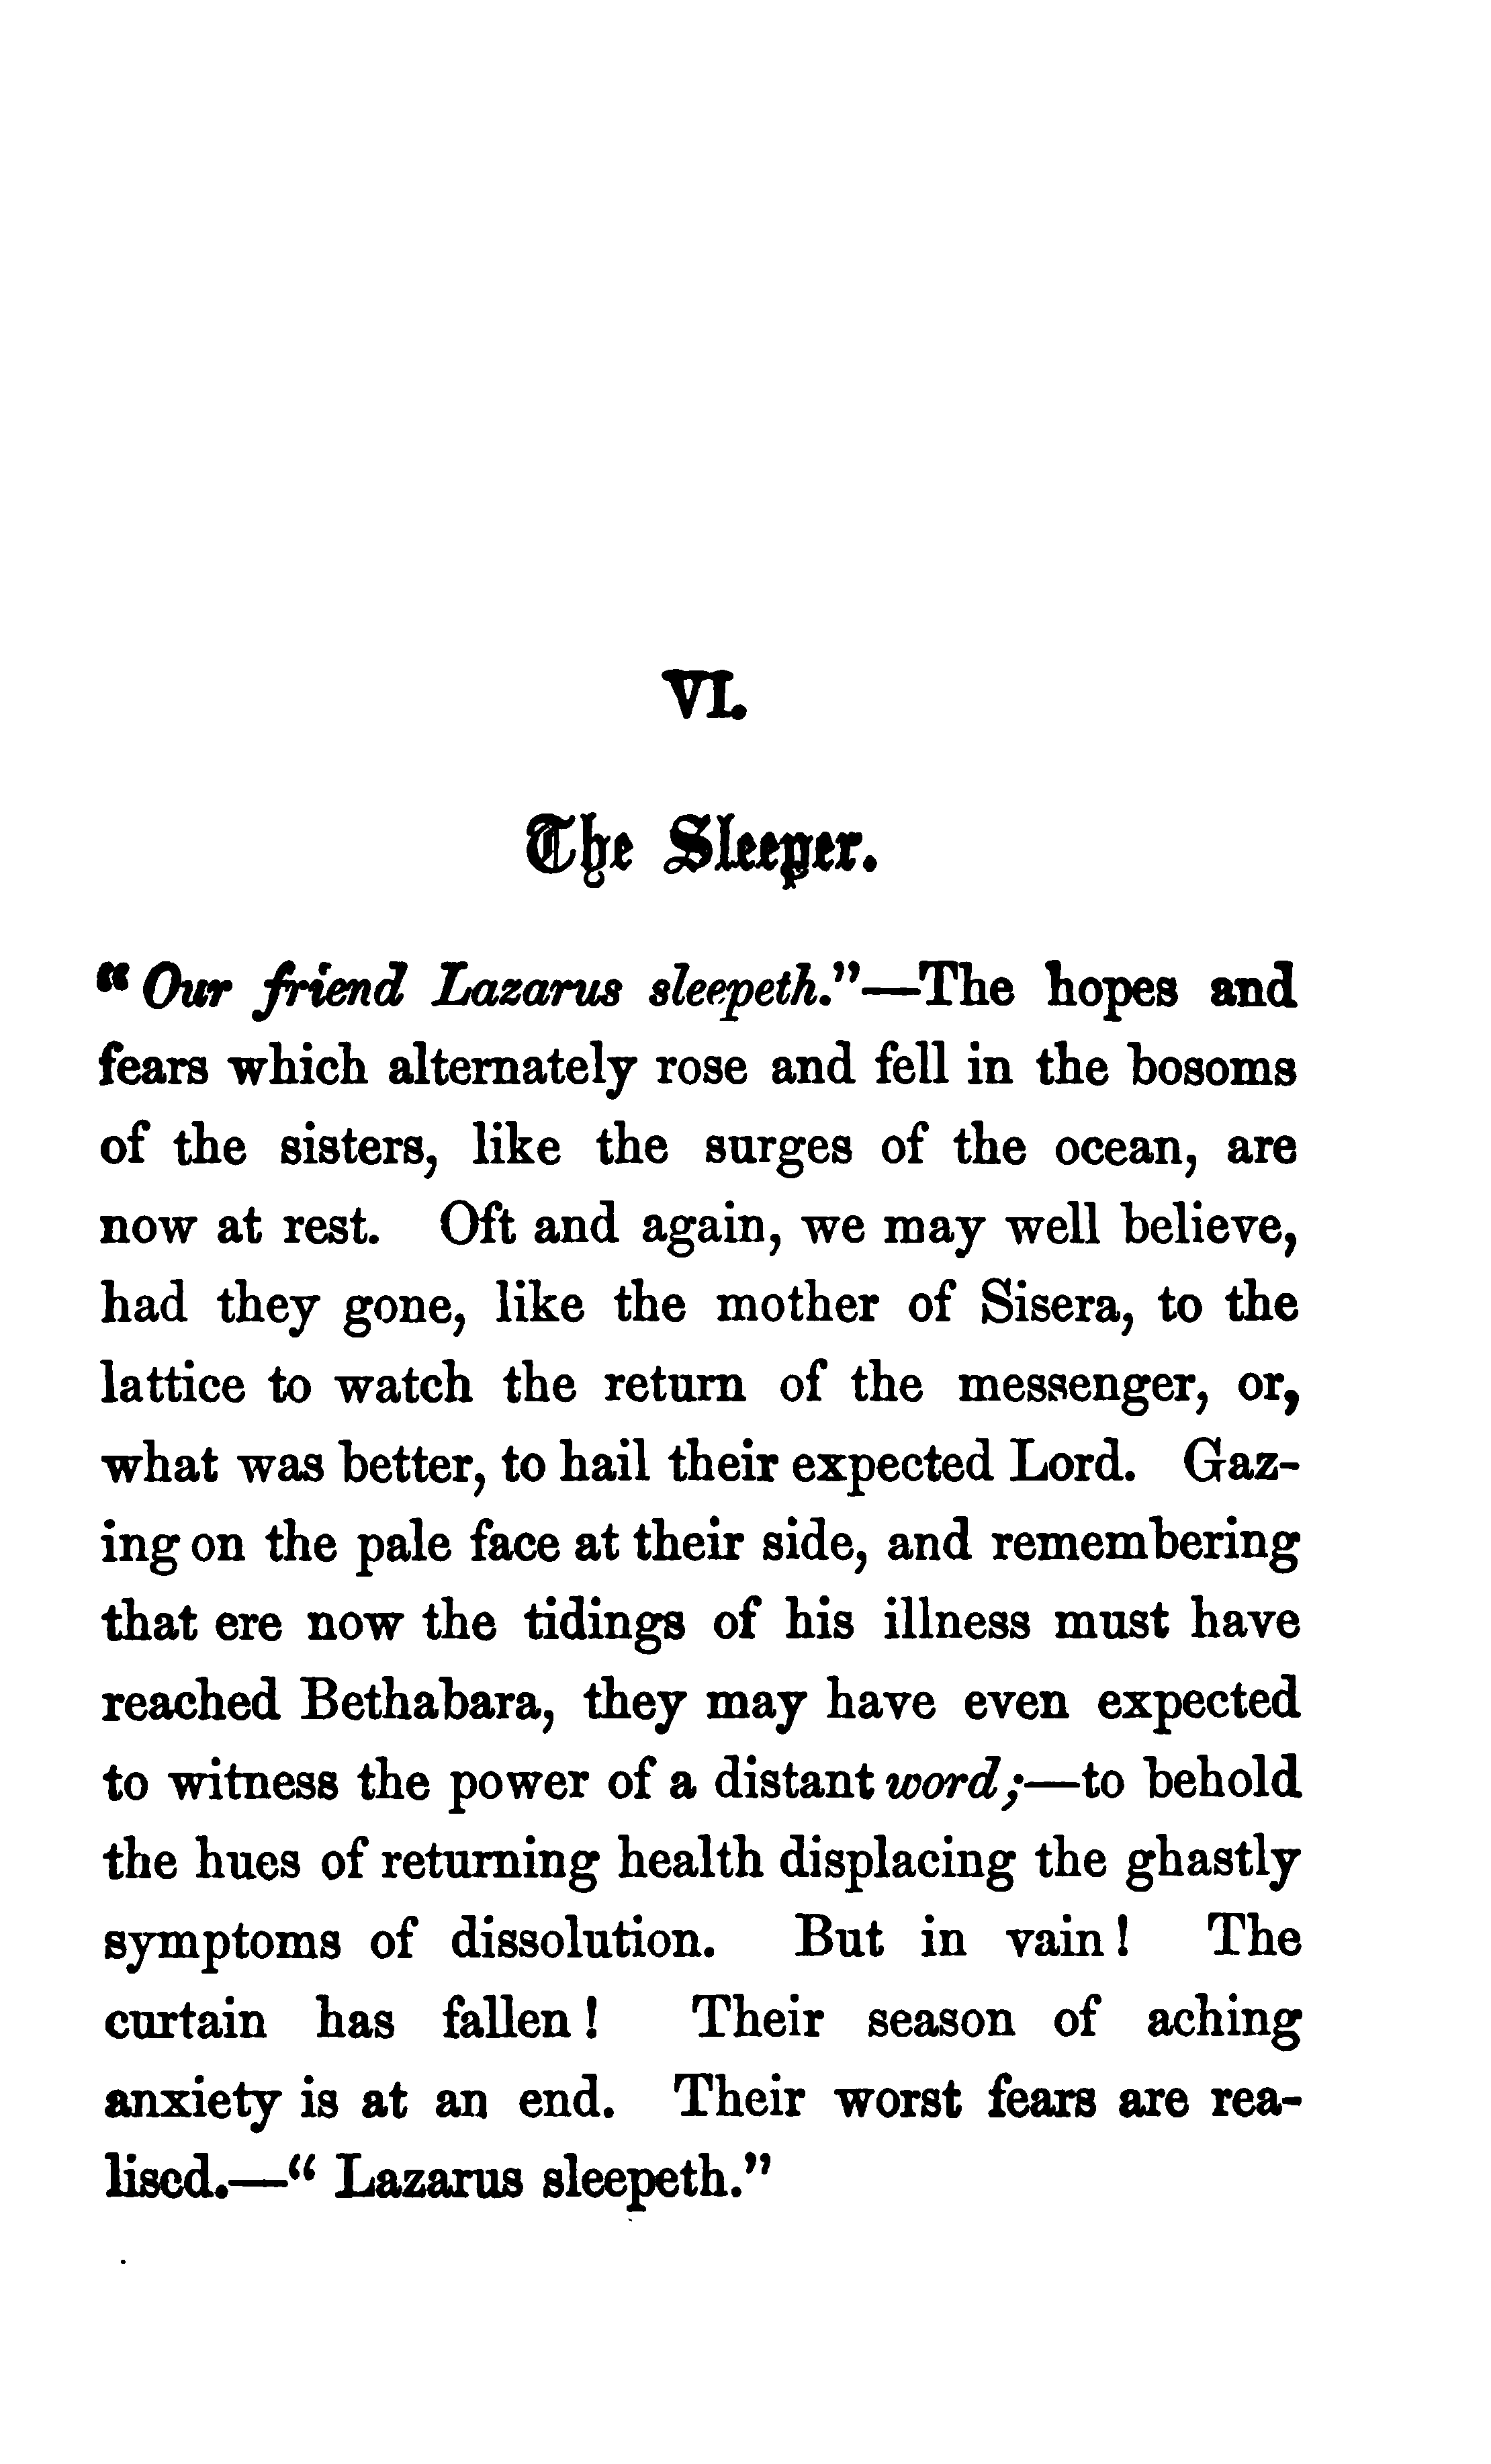 VI.
The Sleeper.
“Our friend Lazarus sleepeth.”—The hopes and
fears which alternately rose and fell in the bosoms
of the sisters, like the surges of the ocean, are
now at rest. Oft and again, we may well believe,
had they gone, like the mother of Sisera, to the
lattice to watch the return of the messenger, or,
what was better, to hail their expected Lord. Gaz-
ing on the pale face at their side, and remembering
that ere now the tidings of his illness must have
reached Bethabara, they may have even expected
to witness the power of a distant word;—to behold
the hues of returning health displacing the ghastly
symptoms of dissolution. But in vain! The
curtain has fallen! Their season of aching
anxiety is at an end. Their worst fears are rea-
lised.—“Lazarus sleepeth.”